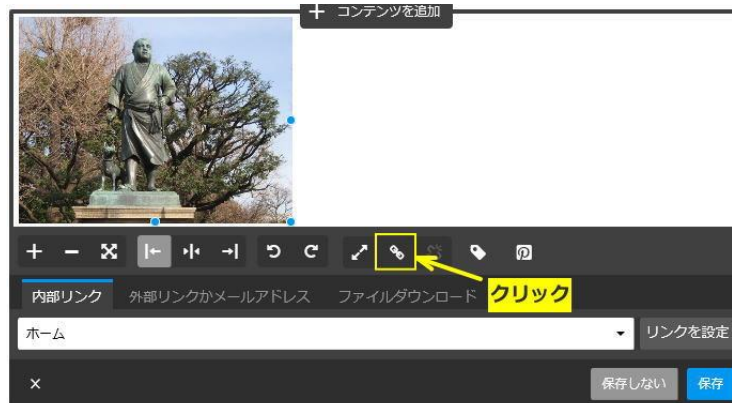 コンテンツを追加
クリック
内部リンク 外部リンクかメールアドレス ファイルダウンロード
ホーム リンクを設定
保存しない 保存